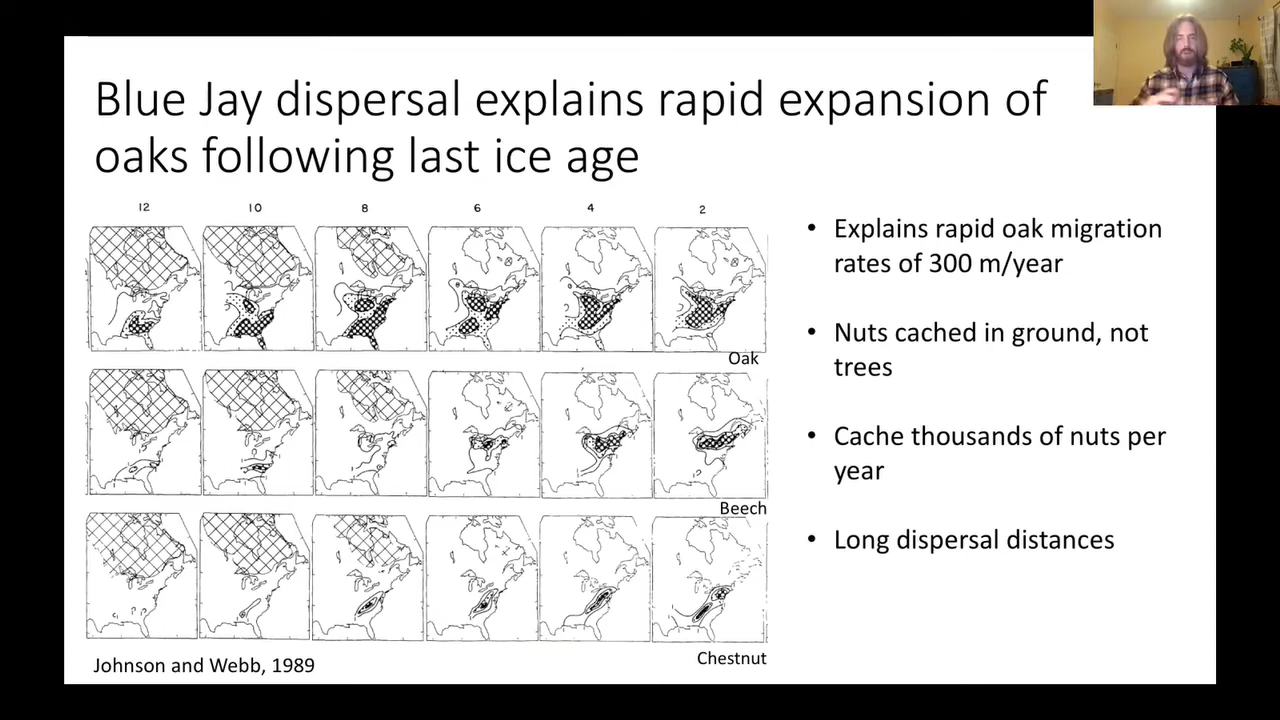 Blue Jay dispersal explains rapid expansion of
oaks following last ice age
12 10 8 6 4 2
Oak
Beech
Chestnut
Johnson and Webb, 1989
• Explains rapid oak migration
rates of 300 m/year
• Nuts cached in ground, not
trees
• Cache thousands of nuts per
year
• Long dispersal distances